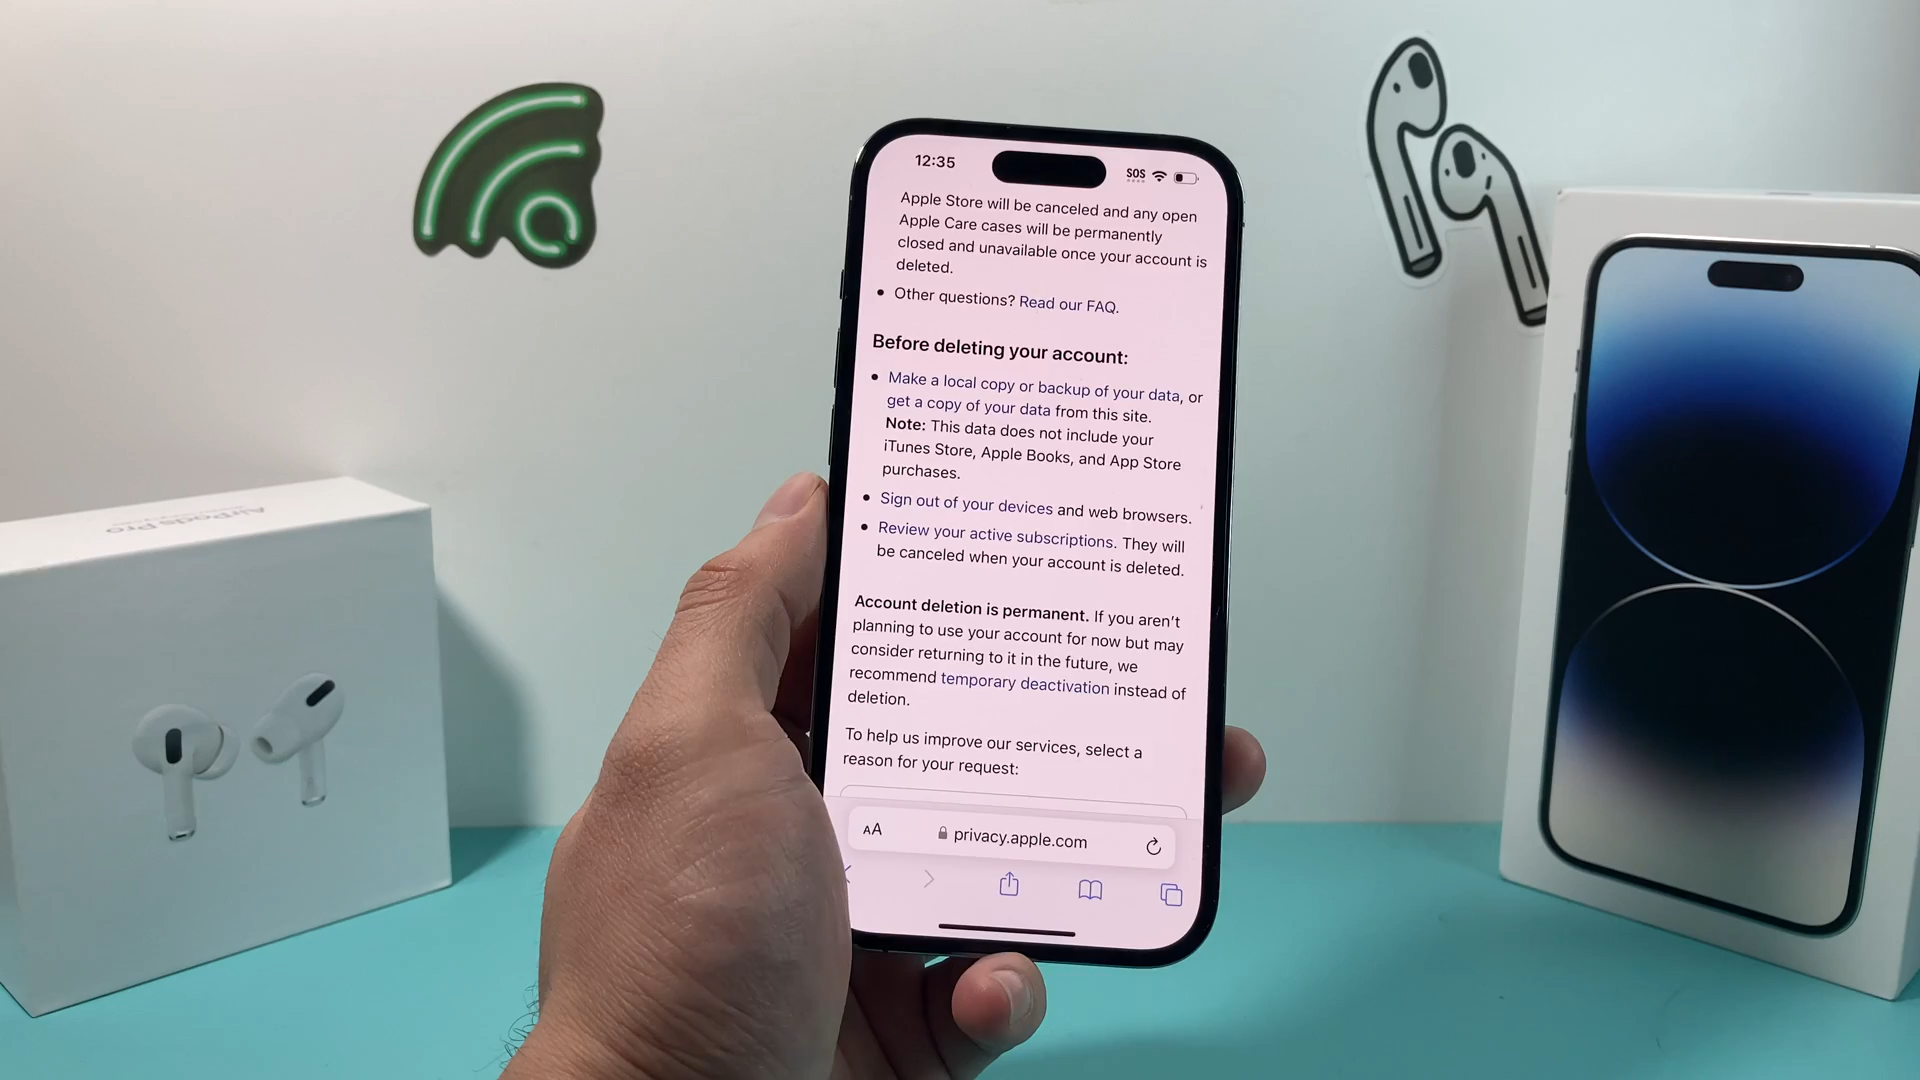 12:35 SOS
Apple Store will be canceled and any open
Apple Care cases will be permanently
closed and unavailable once your account is
deleted.
• Other questions? Read our FAQ.
Before deleting your account:
• Make a local copy or backup of your data, or
get a copy of your data from this site.
Note: This data does not include your
iTunes Store, Apple Books, and App Store
purchases.
• Sign out of your devices and web browsers.
• Review your active subscriptions. They will
be canceled when your account is deleted.
Account deletion is permanent. If you aren't
planning to use your account for now but may
consider returning to it in the future, we
recommend temporary deactivation instead of
deletion.
To help us improve our services, select a
reason for your request:
AA privacy.apple.com
AirPods Pro